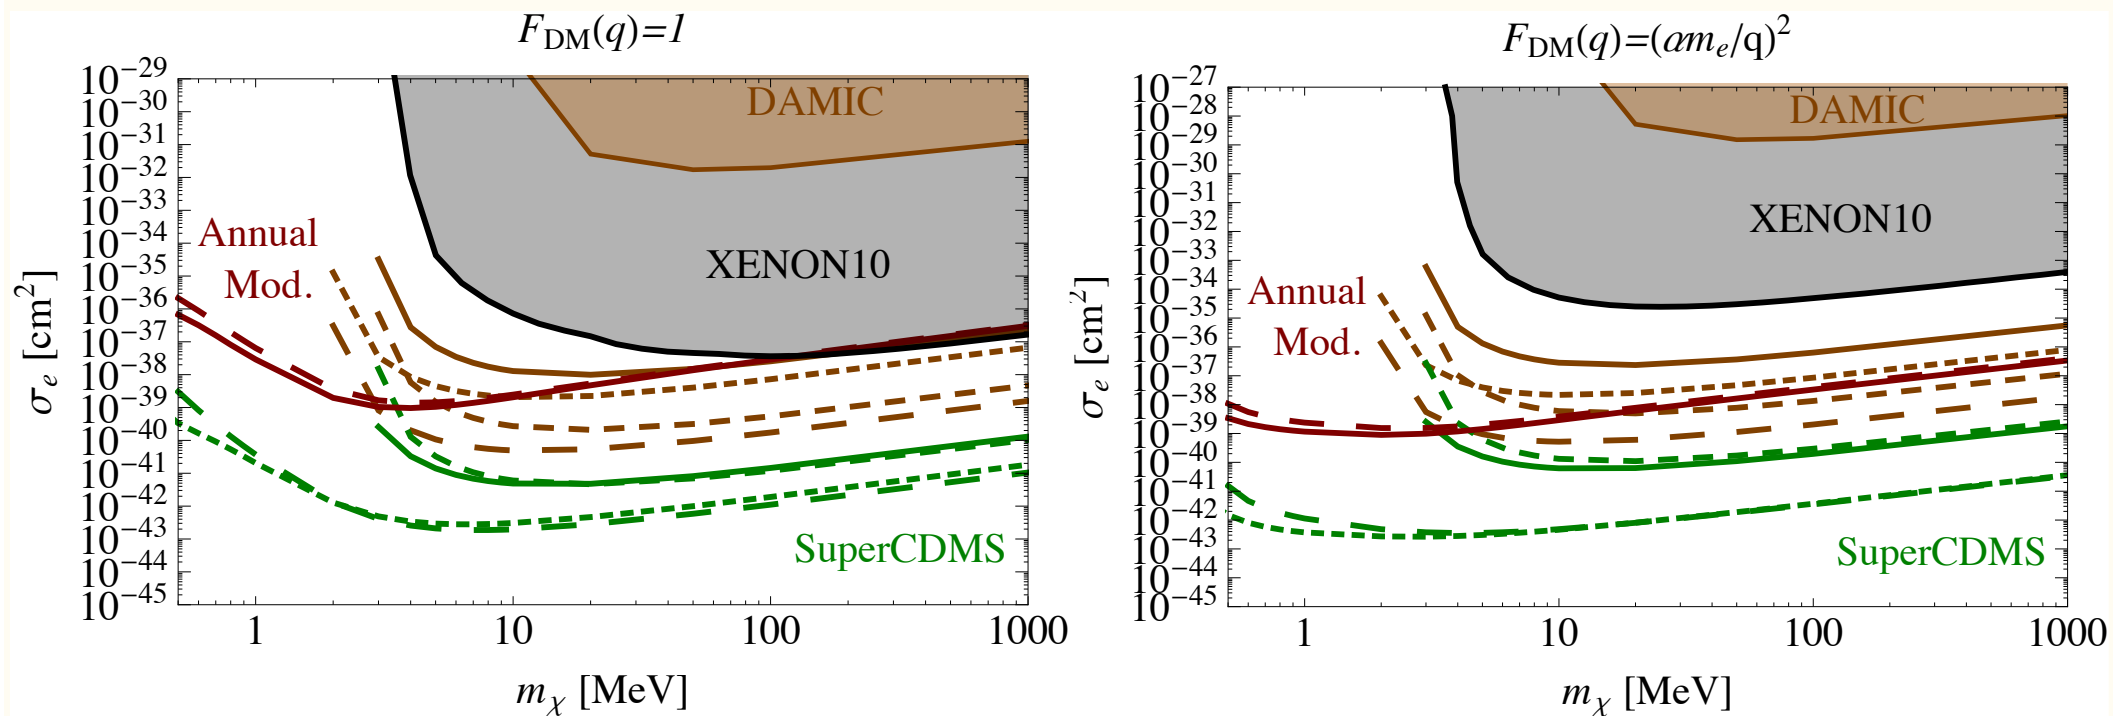 F_DM(q)=1
10^−29
10^−30
10^−31
10^−32
10^−33
10^−34
10^−35
10^−36
10^−37
10^−38
10^−39
10^−40
10^−41
10^−42
10^−43
10^−44
10^−45
σ_e [cm^2]
DAMIC
XENON10
Annual
Mod.
SuperCDMS
1 10 100 1000
m_χ [MeV]
F_DM(q)=(αm_e/q)^2
10^−27
10^−28
10^−29
10^−30
10^−31
10^−32
10^−33
10^−34
10^−35
10^−36
10^−37
10^−38
10^−39
10^−40
10^−41
10^−42
10^−43
10^−44
10^−45
σ_e [cm^2]
DAMIC
XENON10
Annual
Mod.
SuperCDMS
1 10 100 1000
m_χ [MeV]